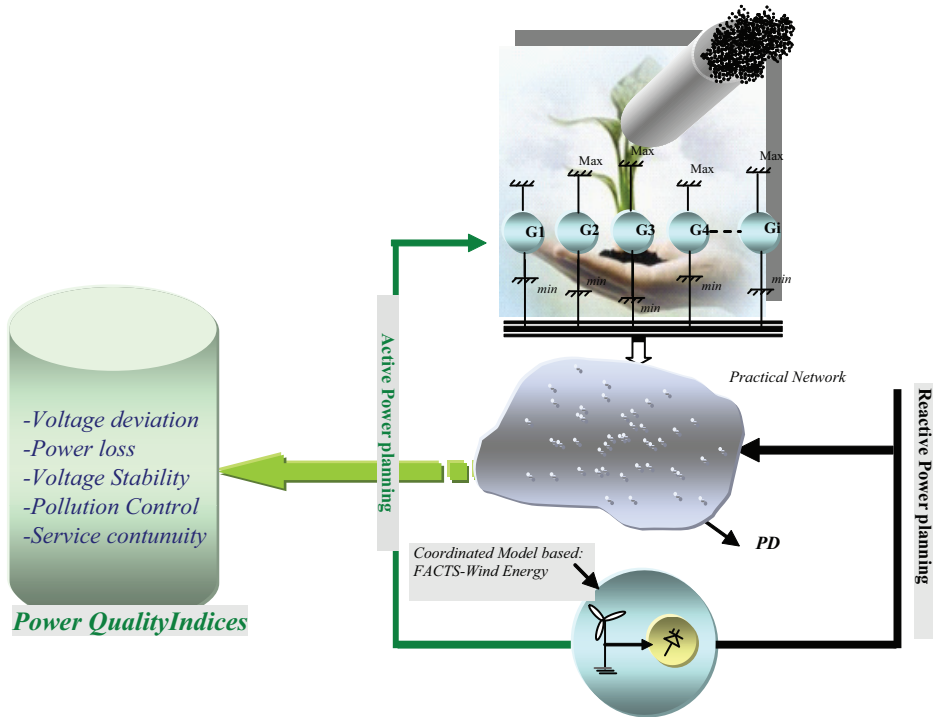 Max
Max
Max
Max
G1
G2
G3
G4
Gi
min
min
min
min
min
Practical Network
Active Power planning
Reactive Power planning
-Voltage deviation
-Power loss
-Voltage Stability
-Pollution Control
-Service contunuity
Power QualityIndices
PD
Coordinated Model based:
FACTS-Wind Energy